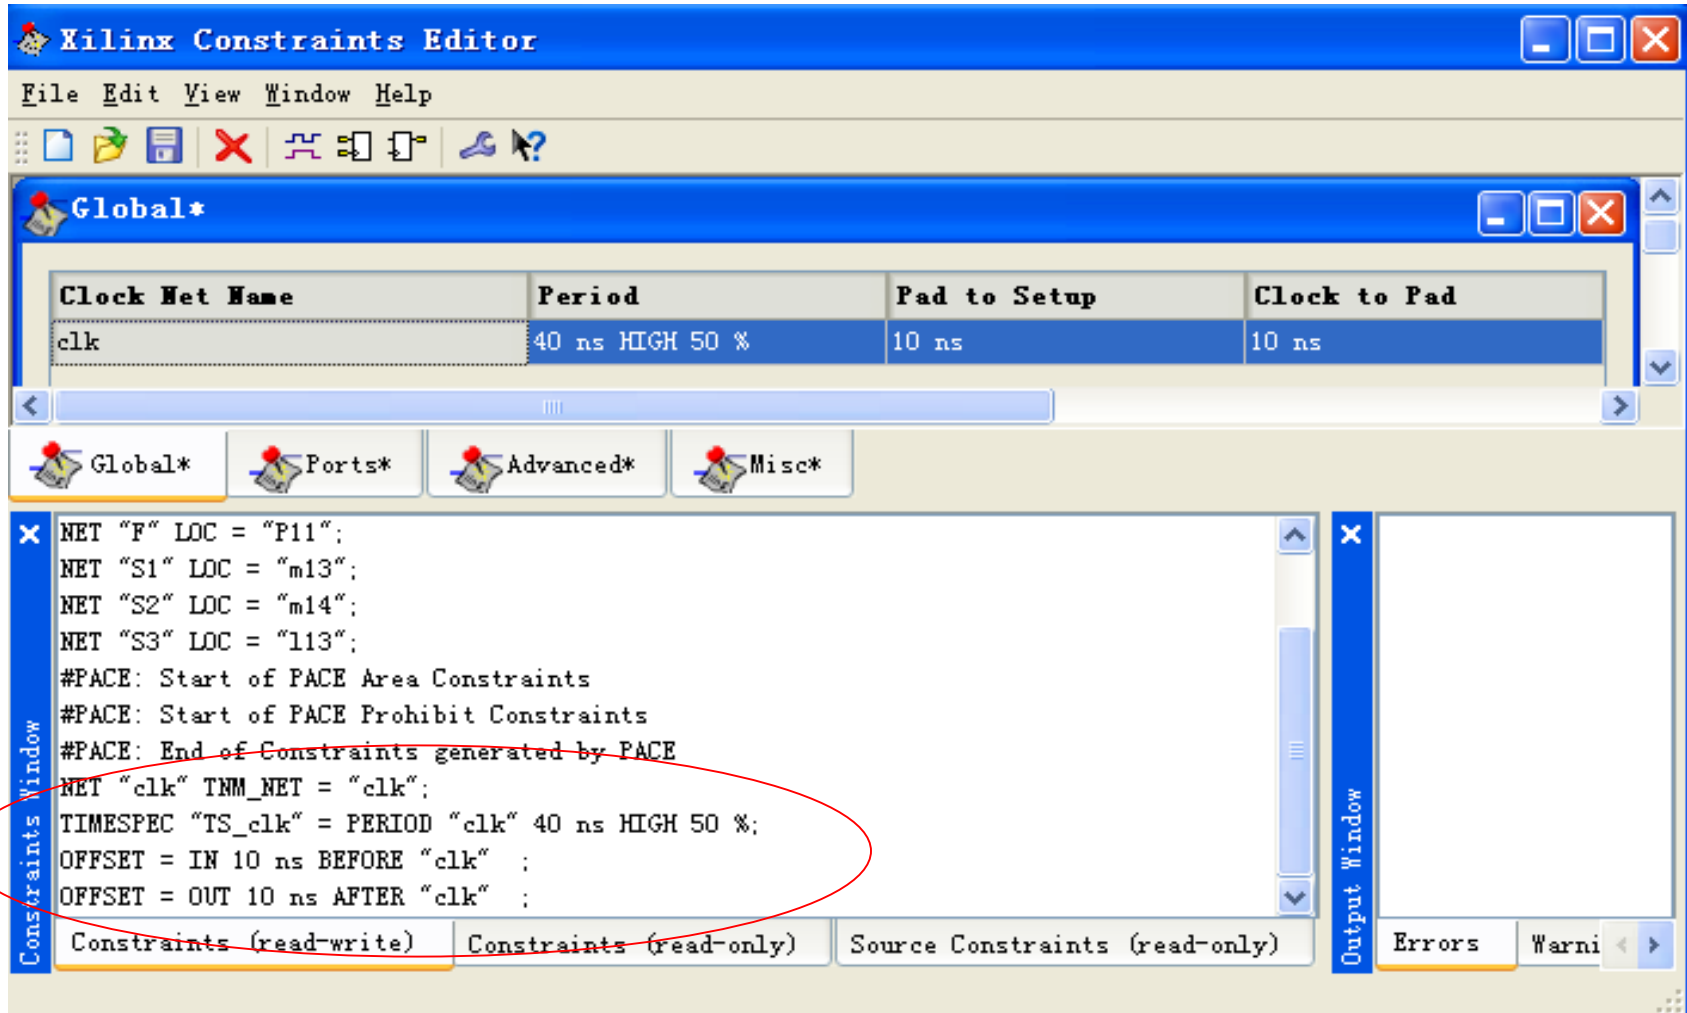 Xilinx Constraints Editor
File Edit View Window Help
Global*
Clock Net Name Period Pad to Setup Clock to Pad
clk 40 ns HIGH 50 % 10 ns 10 ns
Global* Ports* Advanced* Misc*
NET "F" LOC = "P11";
NET "S1" LOC = "m13";
NET "S2" LOC = "m14";
NET "S3" LOC = "l13";
#PACE: Start of PACE Area Constraints
#PACE: Start of PACE Prohibit Constraints
#PACE: End of Constraints generated by PACE
NET "clk" TNM_NET = "clk";
TIMESPEC "TS_clk" = PERIOD "clk" 40 ns HIGH 50 %;
OFFSET = IN 10 ns BEFORE "clk" ;
OFFSET = OUT 10 ns AFTER "clk" ;
Constraints Window
Constraints (read-write) Constraints (read-only) Source Constraints (read-only)
Output Window
Errors Warni